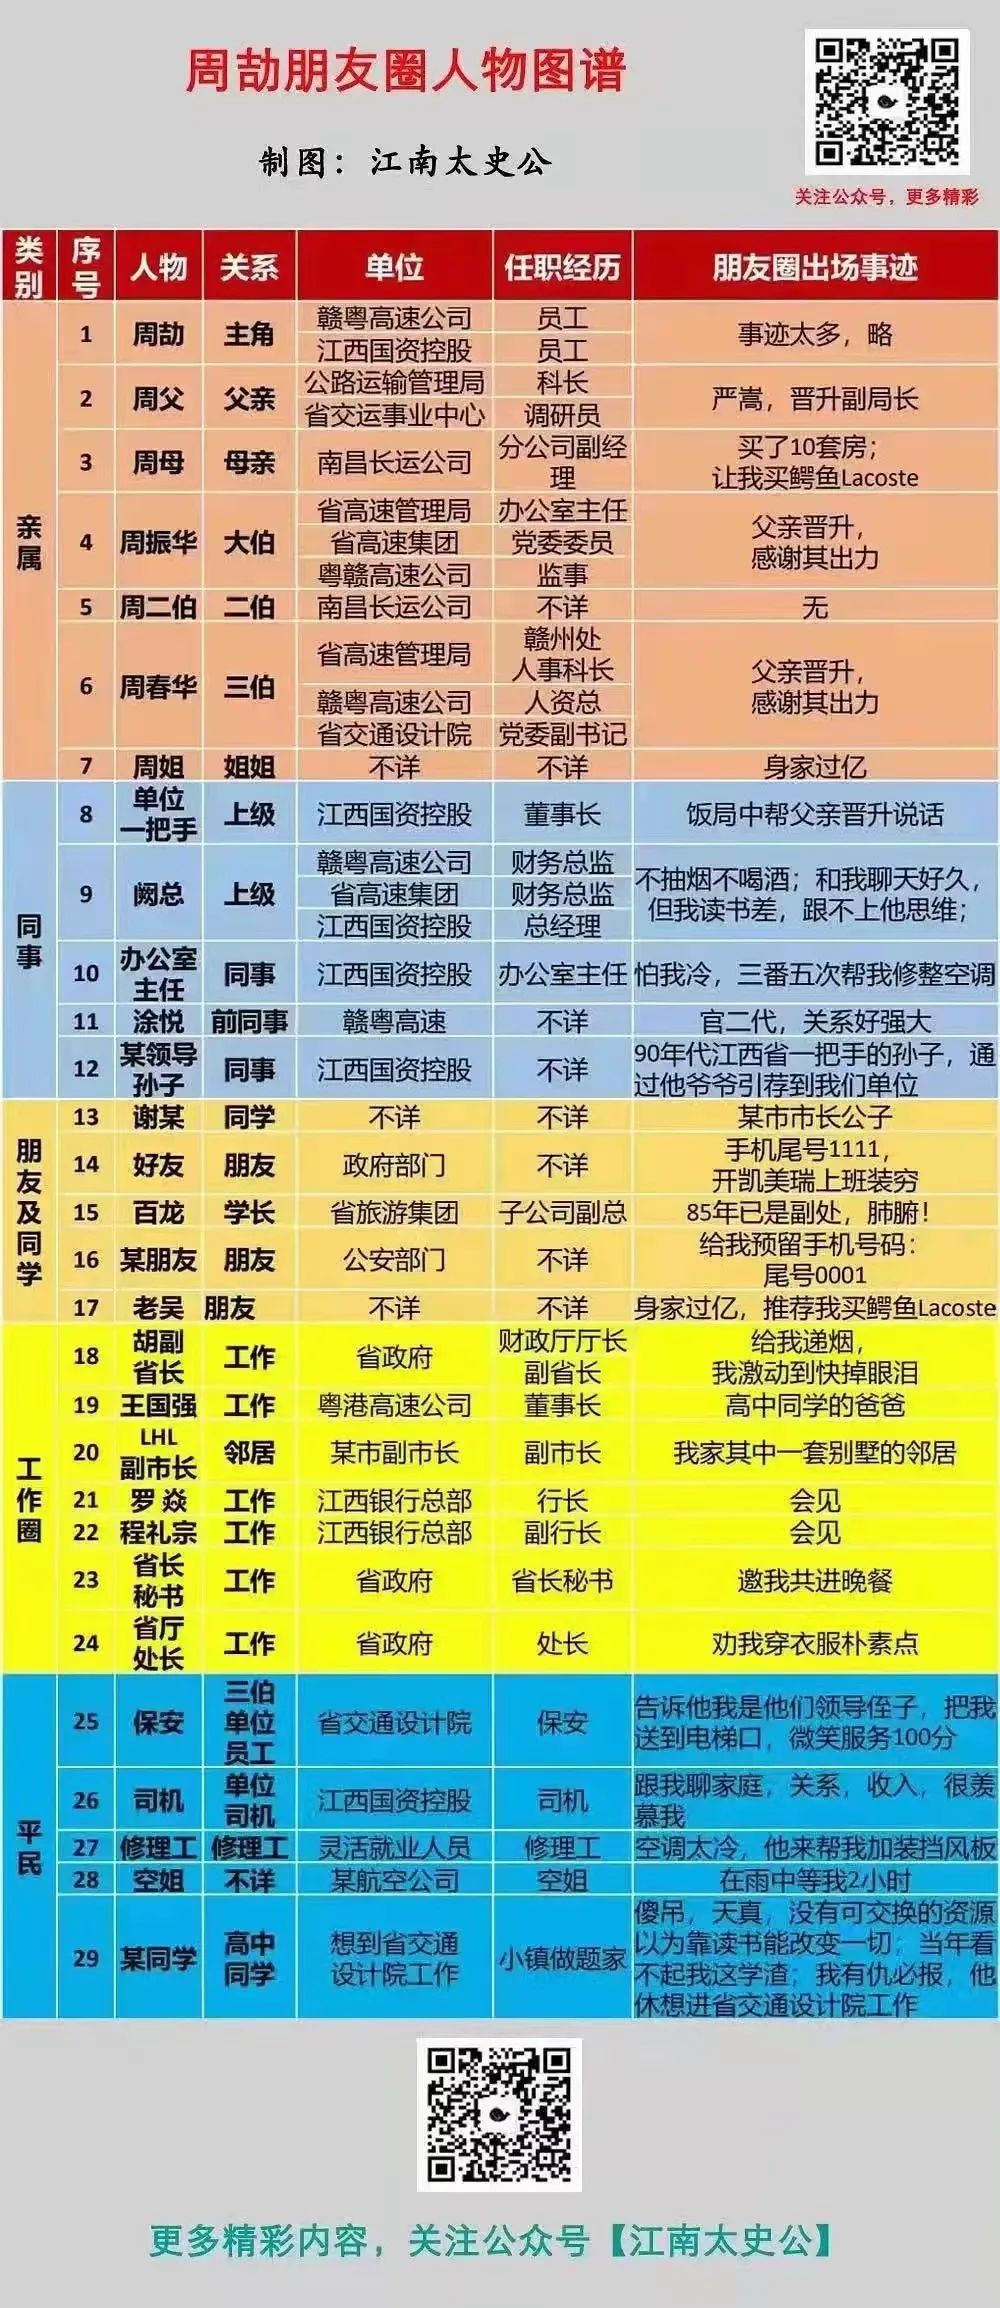 周劼朋友圈人物图谱
制图：江南太史公
关注公众号，更多精彩
类别 序号 人物 关系 单位 任职经历 朋友圈出场事迹
亲属
1 周劼 主角 赣粤高速公司 员工 事迹太多，略
江西国资控股 员工
2 周父 父亲 公路运输管理局 科长 严嵩，晋升副局长
省交运事业中心 调研员
3 周母 母亲 南昌长运公司 分公司副经理 买了10套房；
让我买鳄鱼Lacoste
4 周振华 大伯 省高速管理局 办公室主任 父亲晋升，
省高速集团 党委委员 感谢其出力
粤赣高速公司 监事
5 周二伯 二伯 南昌长运公司 不详 无
6 周春华 三伯 省高速管理局 赣州处
人事科长 父亲晋升，
赣粤高速公司 人资总 感谢其出力
省交通设计院 党委副书记
7 周姐 姐姐 不详 不详 身家过亿
同事
8 单位
一把手 上级 江西国资控股 董事长 饭局中帮父亲晋升说话
9 阙总 上级 赣粤高速公司 财务总监 不抽烟不喝酒；和我聊天好久，
省高速集团 财务总监 但我读书差，跟不上他思维；
江西国资控股 总经理
10 办公室
主任 同事 江西国资控股 办公室主任 怕我冷，三番五次帮我修整空调
11 涂悦 前同事 赣粤高速 不详 官二代，关系好强大
12 某领导
孙子 同事 江西国资控股 不详 90年代江西省一把手的孙子，通
过他爷爷引荐到我们单位
朋友及同学
13 谢某 同学 不详 不详 某市市长公子
14 好友 朋友 政府部门 不详 手机尾号1111，
开凯美瑞上班装穷
15 百龙 学长 省旅游集团 子公司副总 85年已是副处，肺腑！
16 某朋友 朋友 公安部门 不详 给我预留手机号码：
尾号0001
17 老吴 朋友 不详 不详 身家过亿，推荐我买鳄鱼Lacoste
工作圈
18 胡副
省长 工作 省政府 财政厅厅长
副省长 给我递烟，
我激动到快掉眼泪
19 王国强 工作 粤港高速公司 董事长 高中同学的爸爸
20 LHL
副市长 邻居 某市副市长 副市长 我家其中一套别墅的邻居
21 罗焱 工作 江西银行总部 行长 会见
22 程礼宗 工作 江西银行总部 副行长 会见
23 省长
秘书 工作 省政府 省长秘书 邀我共进晚餐
24 省厅
处长 工作 省政府 处长 劝我穿衣服朴素点
平民
25 保安 三伯
单位
员工 省交通设计院 保安 告诉他我是他们领导侄子，把我
送到电梯口，微笑服务100分
26 司机 单位
司机 江西国资控股 司机 跟我聊家庭，关系，收入，很羡
慕我
27 修理工 修理工 灵活就业人员 修理工 空调太冷，他来帮我加装挡风板
28 空姐 不详 某航空公司 空姐 在雨中等我2小时
29 某同学 高中
同学 想到省交通
设计院工作 小镇做题家 傻吊，天真，没有可交换的资源
以为靠读书能改变一切；当年看
不起我这学渣；我有仇必报，他
休想进省交通设计院工作
更多精彩内容，关注公众号【江南太史公】